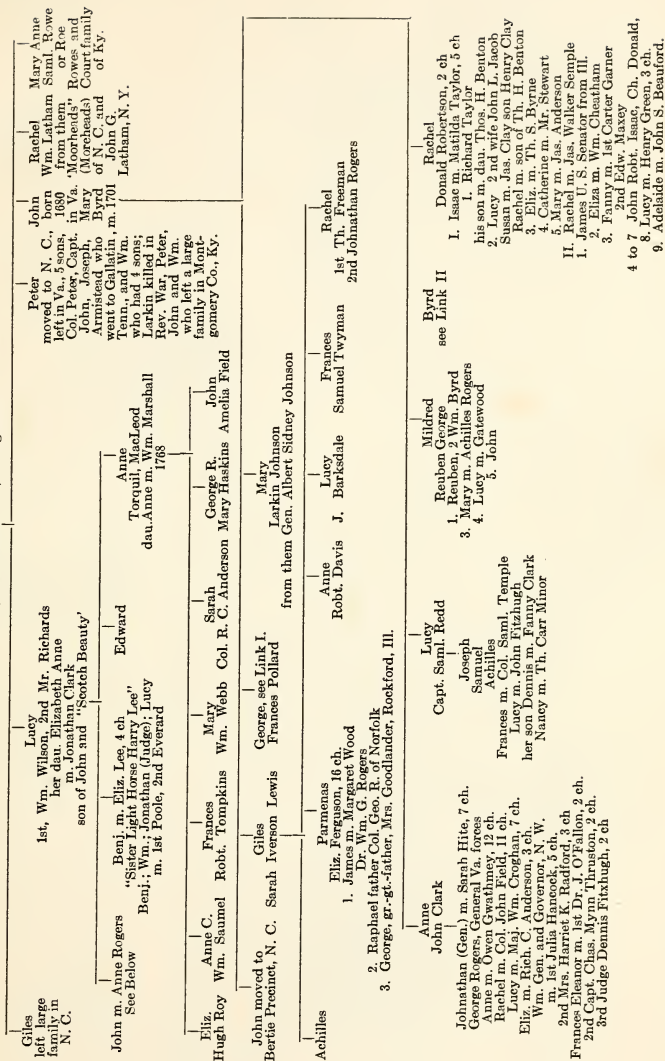 Giles
left large
family in
N. C.
Lucy
1st, Wm. Wilson, 2nd Mr. Richards
her dau. Elizabeth Anne
m. Jonathan Clark
son of John and "Scotch Beauty'
Peter
moved to N. C.,
left in Va., 5 sons,
Col. Peter, Capt.
John, Joseph,
Armistead who
went to Gallatin,
Tenn., and Wm.
who had 4 sons;
Larkin killed in
Rev. War, Peter,
John and Wm.
who left a large
family in Mont-
gomery Co., Ky.
John
born
1680
in Va.
Mary
Byrd
m. 1701
Rachel
Wm. Latham
from them
"Moorheads"
(Moreheads)
of N. C. and
John G.
Latham, N. Y.
Mary Anne
Saml. Rowe
or Roe
Rowes and
Court family
of Ky.
John m. Anne Rogers
See Below
Benj. m. Eliz. Lee, 4 ch
"Sister Light Horse Harry Lee"
Benj.; Wm.; Jonathan (Judge); Lucy
m. 1st Poole, 2nd Everard
Edward
Anne
Torquil, MacLeod
dau. Anne m. Wm. Marshall
1768
Eliz.
Hugh Roy
Anne C.
Wm. Saumel
Frances
Robt. Tompkins
Mary
Wm. Webb
Sarah
Col. R. C. Anderson
George R.
Mary Haskins
John
Amelia Field
John moved to
Bertie Precinct, N. C.
Giles
Sarah Iverson Lewis
George, see Link I.
Frances Pollard
Mary
Larkin Johnson
from them Gen. Albert Sidney Johnson
Achilles
Parmenas
Eliz. Ferguson, 16 ch.
1. James m. Margaret Wood
Dr. Wm. G. Rogers
2. Raphael father Col. Geo. R. of Norfolk
3. George, gr.-gt.-father, Mrs. Goodlander, Rockford, Ill.
Anne
Robt. Davis
Lucy
J. Barksdale
Frances
Samuel Twyman
Rachel
1st Th. Freeman
2nd Johnathan Rogers
Anne
John Clark
Johnathan (Gen.) m. Sarah Hite, 7 ch.
George Rogers, General Va. forces
Anne m. Owen Gwathmey, 12 ch.
Rachel m. Col. John Field, 11 ch.
Lucy m. Maj. Wm. Croghan, 7 ch.
Eliz. m. Rich. C. Anderson, 3 ch.
Wm. Gen. and Governor, N. W.
m. 1st Julia Hancock, 5 ch.
2nd Mrs. Harriet K. Radford, 3 ch
Frances Eleanor m. 1st Dr. J. O'Fallon, 2 ch.
2nd Capt. Chas. Mynn Thruston, 2 ch.
3rd Judge Dennis Fitxhugh, 2 ch
Lucy
Capt. Saml. Redd
Joseph
Samuel
Achilles
Frances m. Col. Saml. Temple
Lucy m. John Fitzhugh
her son Dennis m. Fanny Clark
Nancy m. Th. Carr Minor
Mildred
Reuben George
1. Reuben, 2 Wm. Byrd
3. Mary m. Achilles Rogers
4. Lucy m. Gatewood
5. John
Byrd
see Link II
Rachel
Donald Robertson, 2 ch
I. Isaac m. Matilda Taylor, 5 ch
1. Richard Taylor
his son m. dau. Thos. H. Benton
2. Lucy 2nd wife John L. Jacob
Susan m. Jas. Clay son Henry Clay
Rachel m. son of Th. H. Benton
3. Eliz. m. Th. S. Byrne
4. Catherine m. Mr. Stewart
5. Mary m. Jas. Anderson
II. Rachel m. Jas. Walker Semple
1. James U. S. Senator from Ill.
2. Eliza m. Wm. Cheatham
3. Fanny m. 1st Carter Garner
2nd Edw. Maxey
4 to 7 John Robt. Isaac, Ch. Donald,
8. Lucy m. Henry Green, 3 ch.
9. Adelaide m. John S. Beauford.